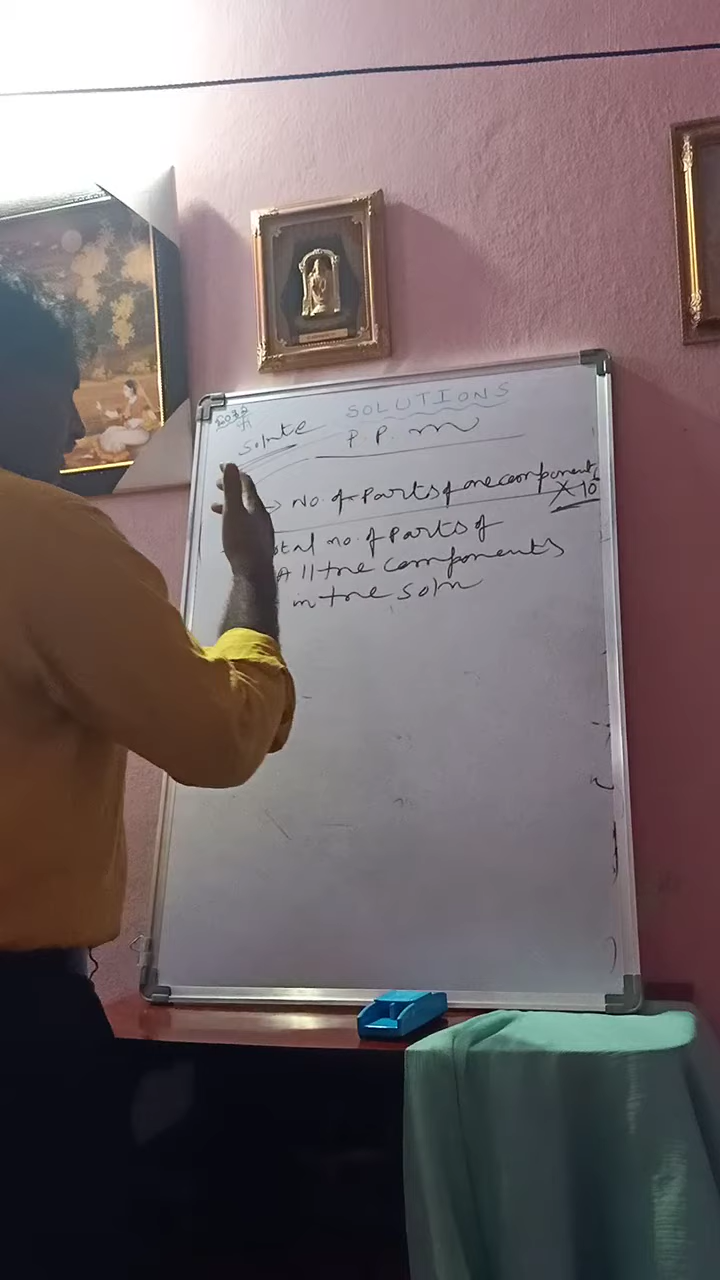 SOLUTIONS
Solute
P. P. m
→ No. of Parts of one component
X 10
otal no. of Parts of
All the components
in the soln